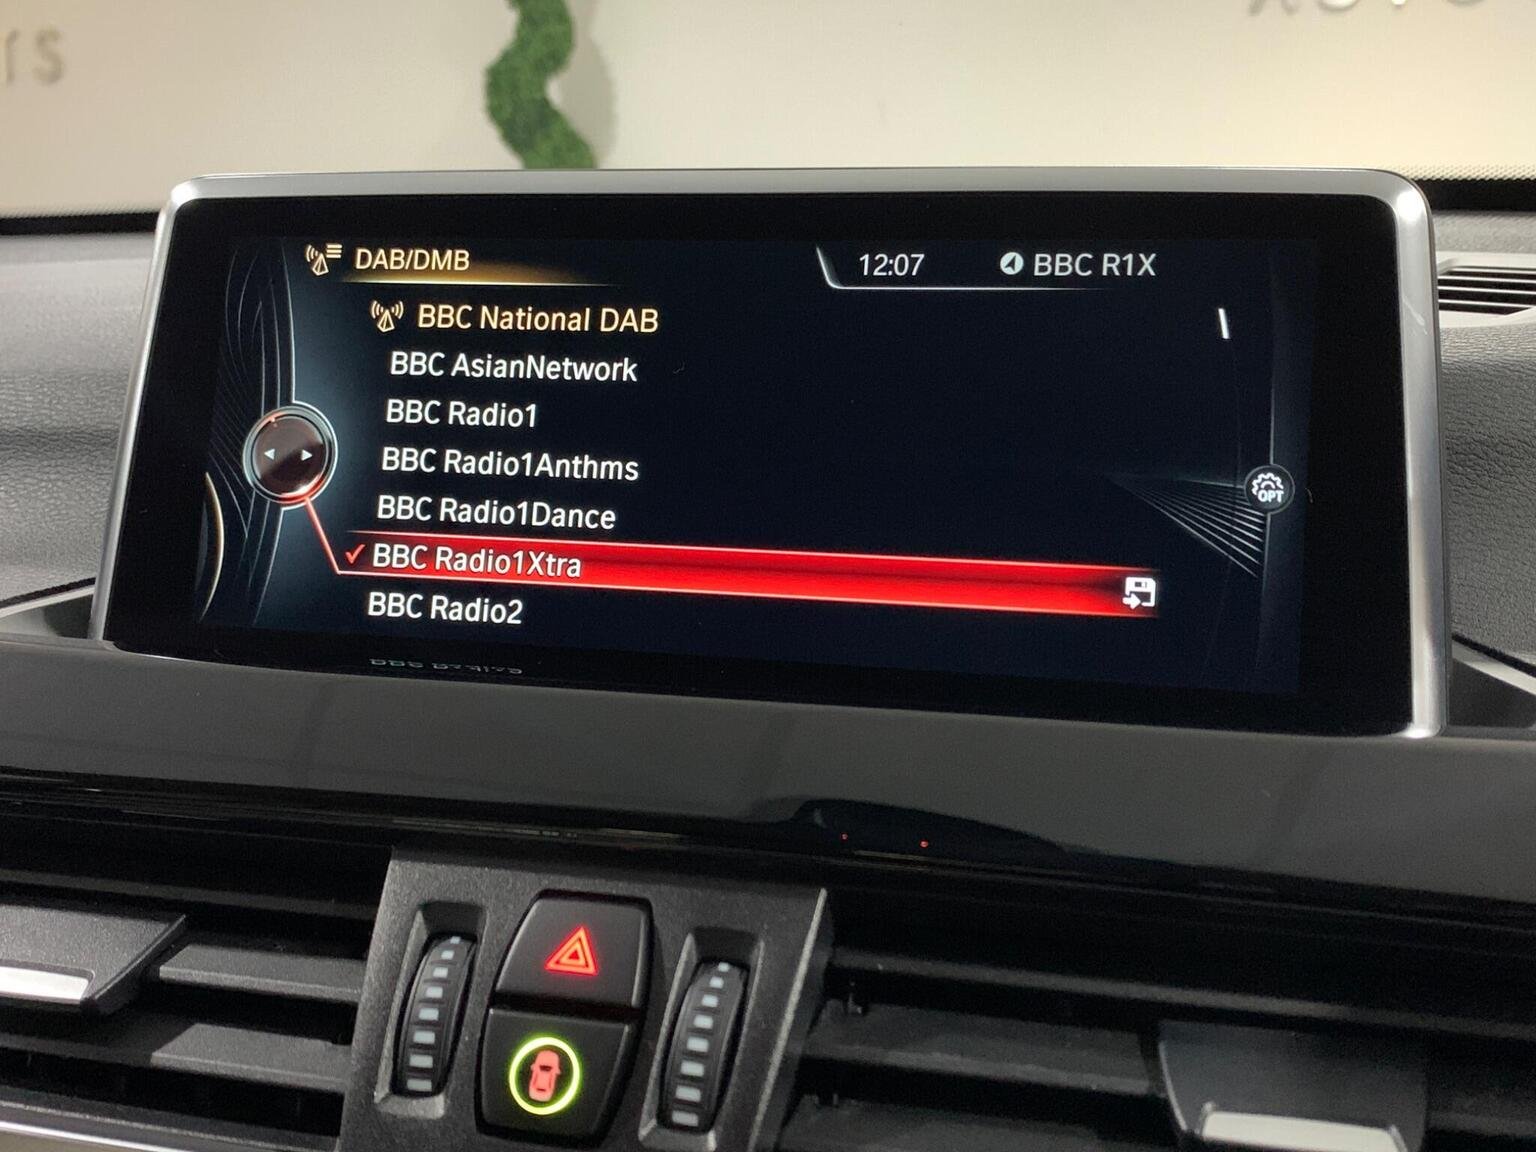 DAB/DMB
12:07
BBC R1X
BBC National DAB
BBC AsianNetwork
BBC Radio1
BBC Radio1Anthms
BBC Radio1Dance
BBC Radio1Xtra
BBC Radio2
OPT